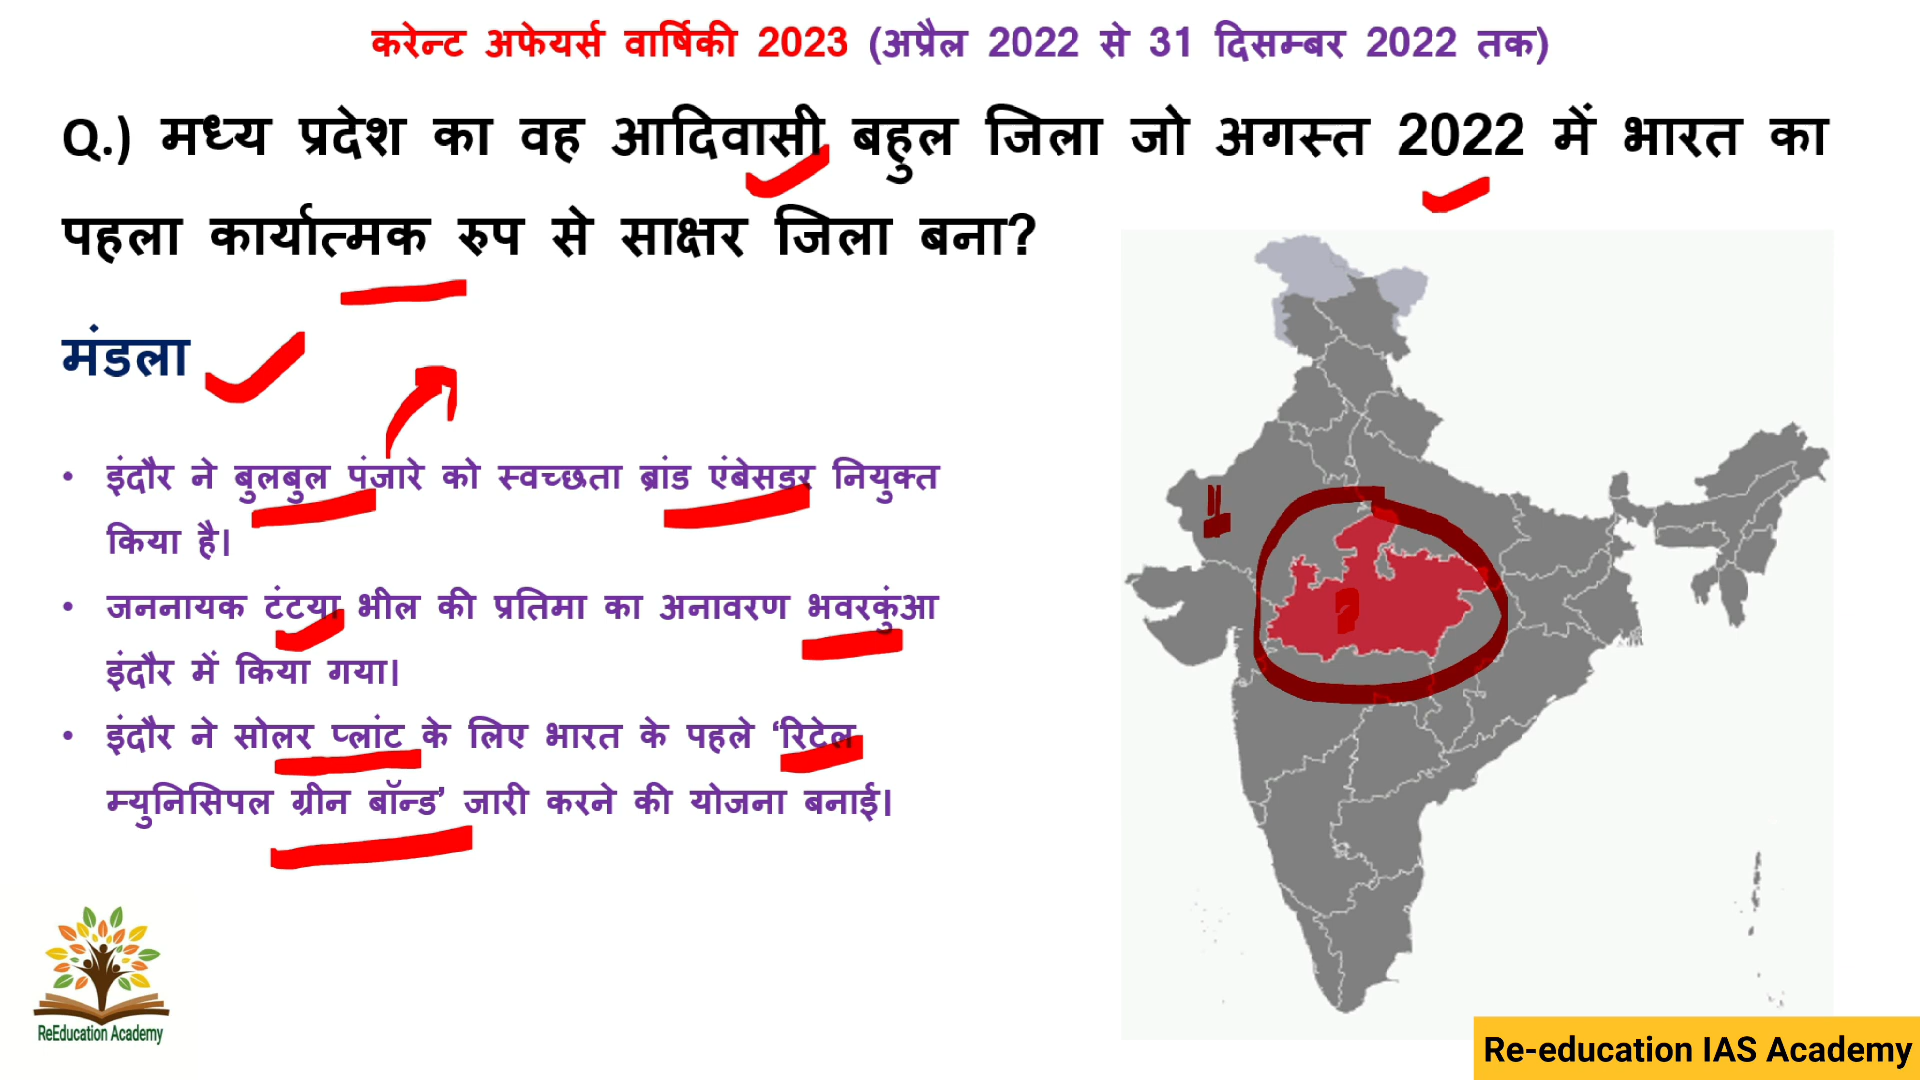 करेन्ट अफेयर्स वार्षिकी 2023 (अप्रैल 2022 से 31 दिसम्बर 2022 तक)
Q.) मध्य प्रदेश का वह आदिवासी बहुल जिला जो अगस्त 2022 में भारत का
पहला कार्यात्मक रुप से साक्षर जिला बना?
मंडला
• इंदौर ने बुलबुल पंजारे को स्वच्छता ब्रांड एंबेसडर नियुक्त
किया है।
• जननायक टंटया भील की प्रतिमा का अनावरण भवरकुंआ
इंदौर में किया गया।
• इंदौर ने सोलर प्लांट के लिए भारत के पहले ‘रिटेल
म्युनिसिपल ग्रीन बॉन्ड’ जारी करने की योजना बनाई।
ReEducation Academy
Re-education IAS Academy